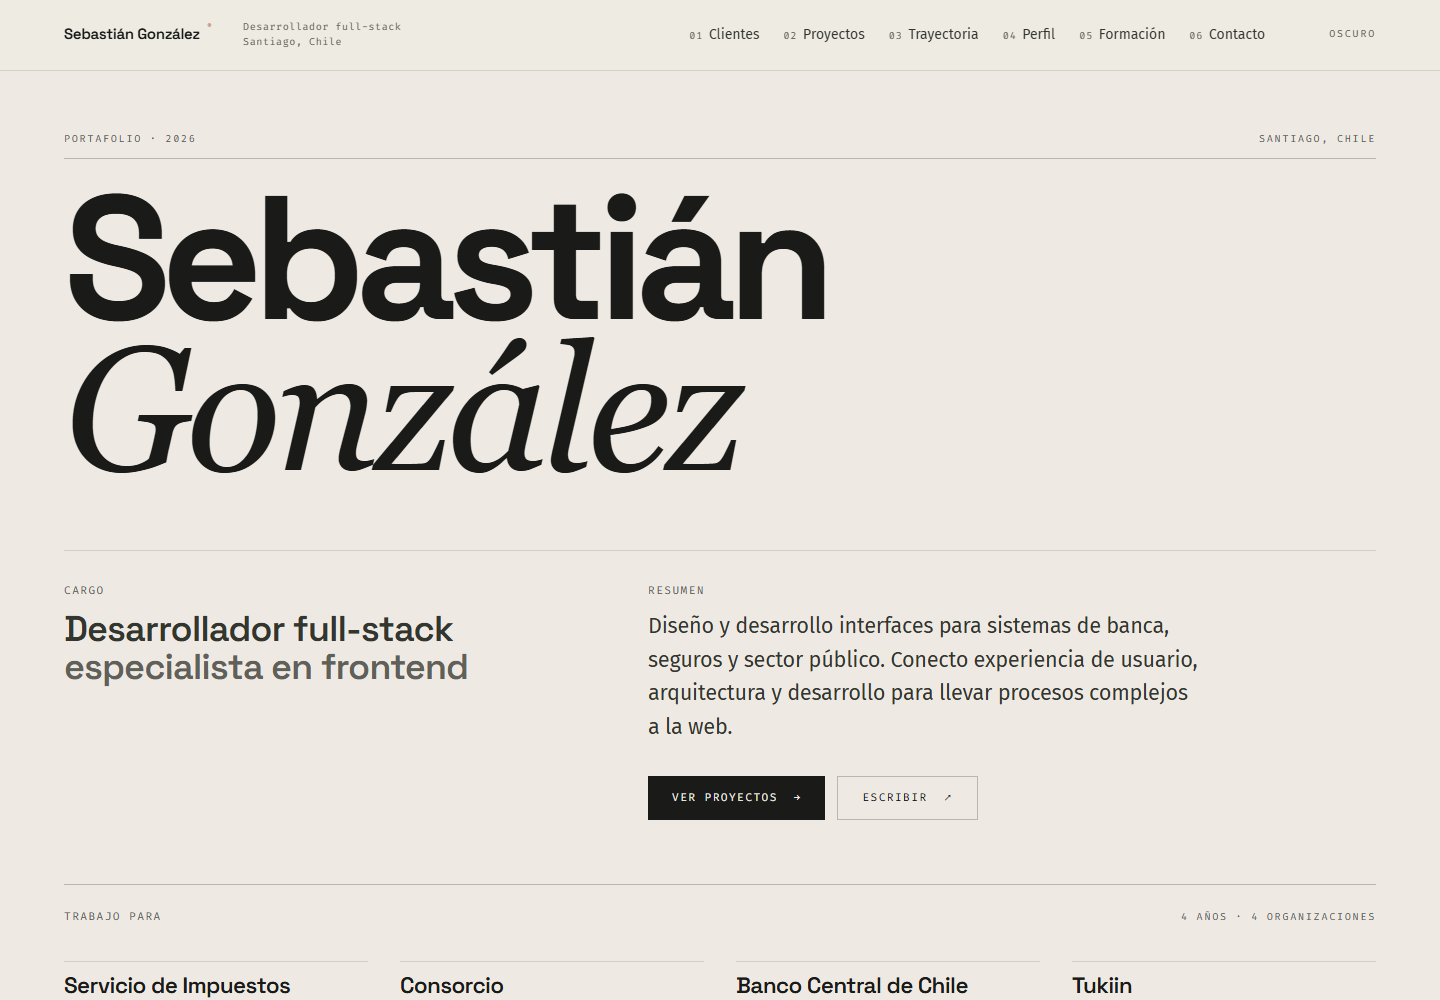 Sebastián González
Desarrollador full-stack
Santiago, Chile
01 Clientes
02 Proyectos
03 Trayectoria
04 Perfil
05 Formación
06 Contacto
OSCURO
PORTAFOLIO · 2026
SANTIAGO, CHILE
Sebastián
González
CARGO
Desarrollador full-stack
especialista en frontend
RESUMEN
Diseño y desarrollo interfaces para sistemas de banca,
seguros y sector público. Conecto experiencia de usuario,
arquitectura y desarrollo para llevar procesos complejos
a la web.
VER PROYECTOS →
ESCRIBIR ↗
TRABAJO PARA
4 AÑOS · 4 ORGANIZACIONES
Servicio de Impuestos
Consorcio
Banco Central de Chile
Tukiin